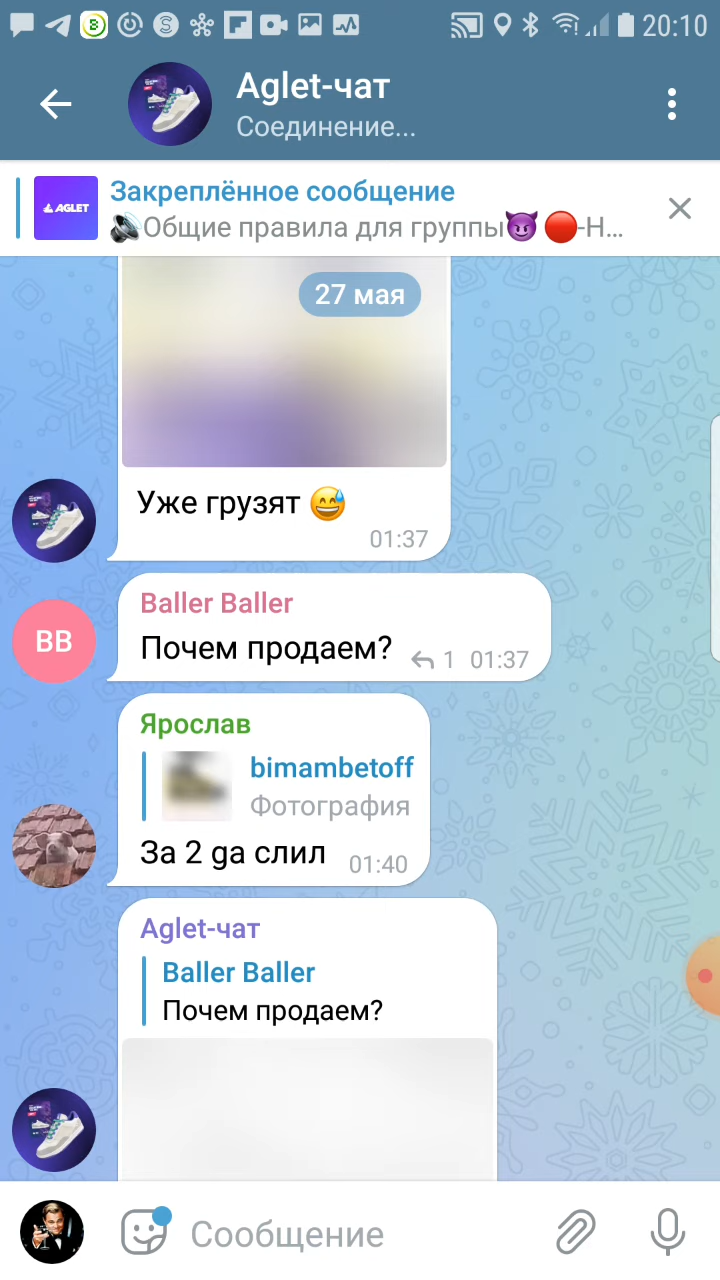 20:10
Aglet-чат
Соединение...
AGLET
Закреплённое сообщение
🔊Общие правила для группы😈 🔴-Н...
27 мая
Уже грузят 😅
01:37
Baller Baller
BB
Почем продаем?
1 01:37
Ярослав
bimambetoff
Фотография
За 2 ga слил
01:40
Aglet-чат
Baller Baller
Почем продаем?
Сообщение